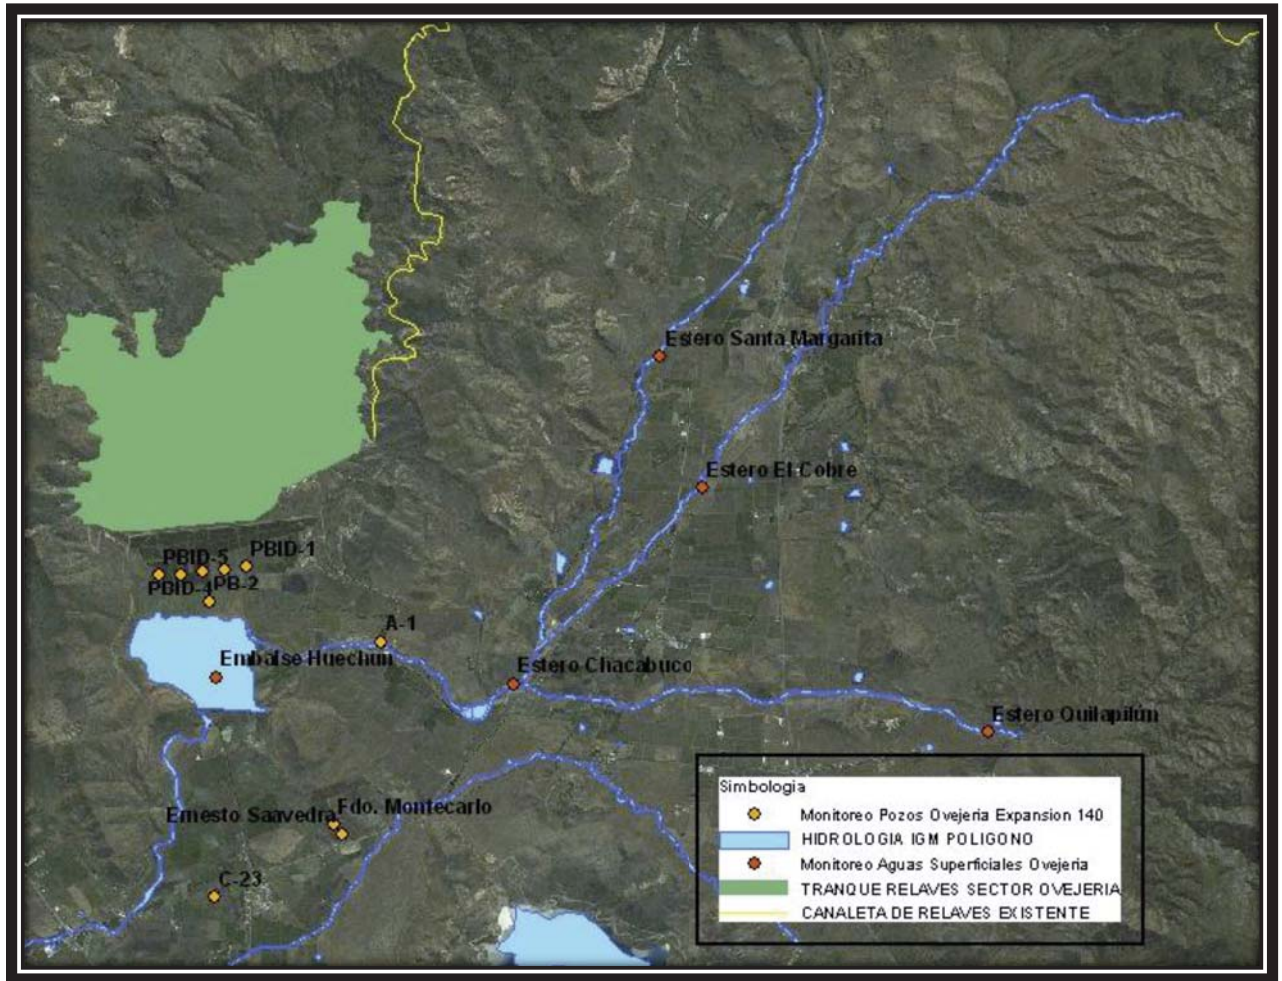 Estero Santa Margarita
Estero El Cobre
PBID-1
PBID-5
PBID-4
PB-2
A-1
Embalse Huechun
Estero Chacabuco
Estero Quilapilún
Ernesto Saavedra
Fdo. Montecarlo
C-23
Simbologia
Monitoreo Pozos Ovejeria Expansion 140
HIDROLOGIA IGM POLIGONO
Monitoreo Aguas Superficiales Ovejeria
TRANQUE RELAVES SECTOR OVEJERIA
CANALETA DE RELAVES EXISTENTE